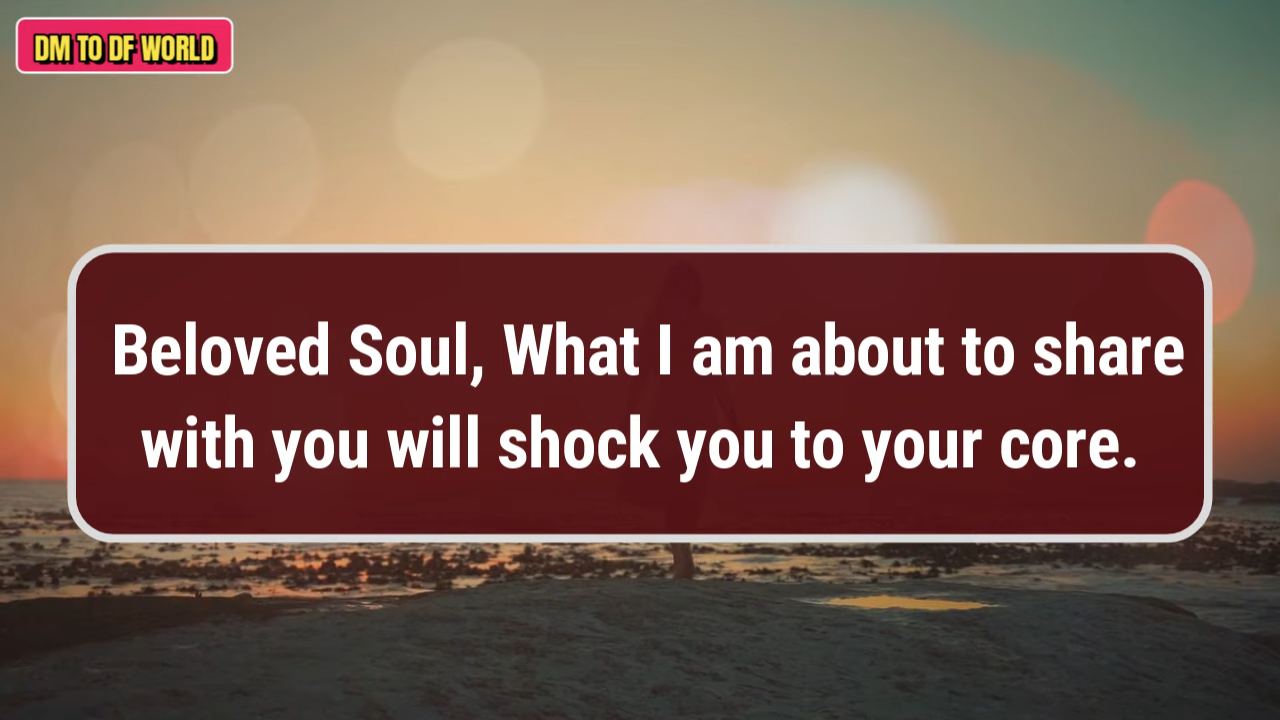 DM TO DF WORLD
Beloved Soul, What I am about to share
with you will shock you to your core.